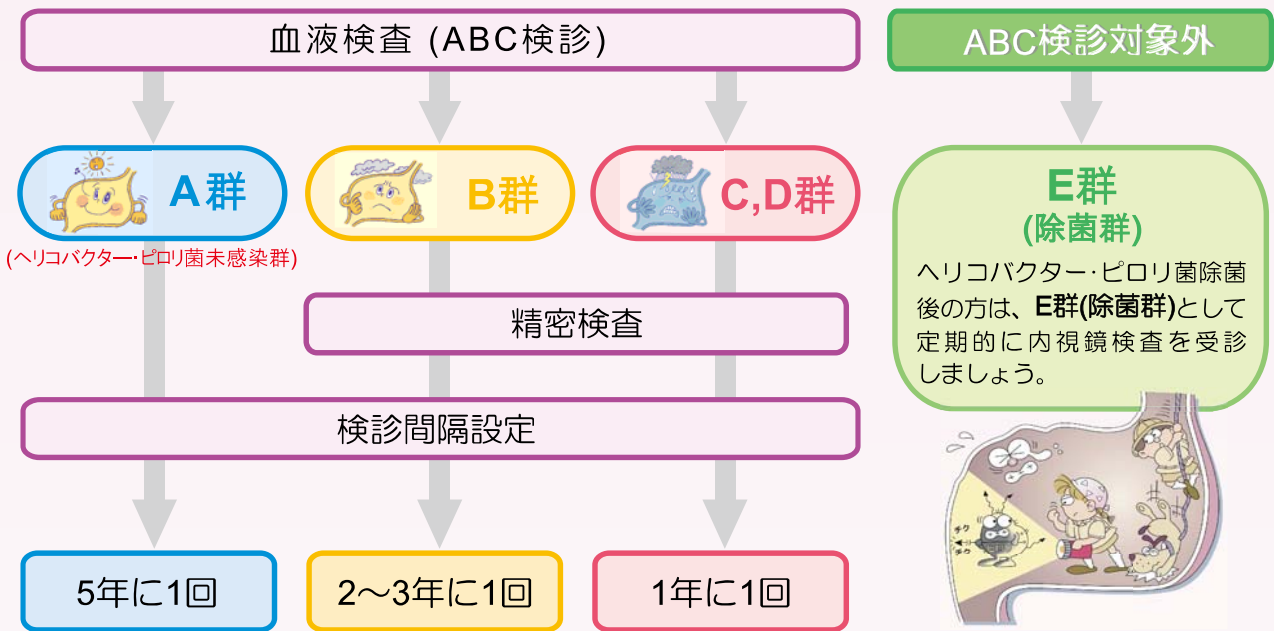 血液検査 (ABC検診)
ABC検診対象外
A群
B群
C,D群
(ヘリコバクター・ピロリ菌未感染群)
精密検査
検診間隔設定
5年に1回
2～3年に1回
1年に1回
E群
(除菌群)
ヘリコバクター・ピロリ菌除菌
後の方は、E群(除菌群)として
定期的に内視鏡検査を受診
しましょう。
チク
チク